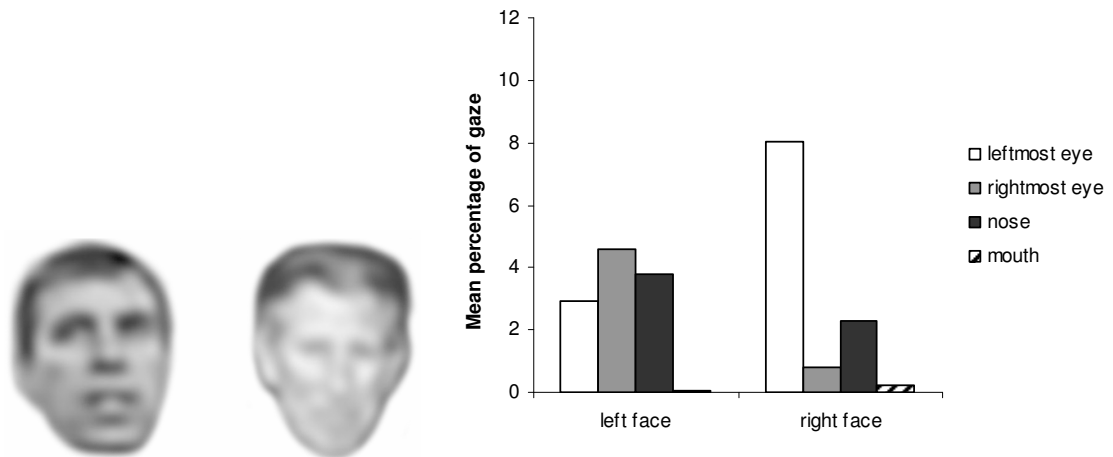 Mean percentage of gaze
12
10
8
6
4
2
0
left face
right face
leftmost eye
rightmost eye
nose
mouth